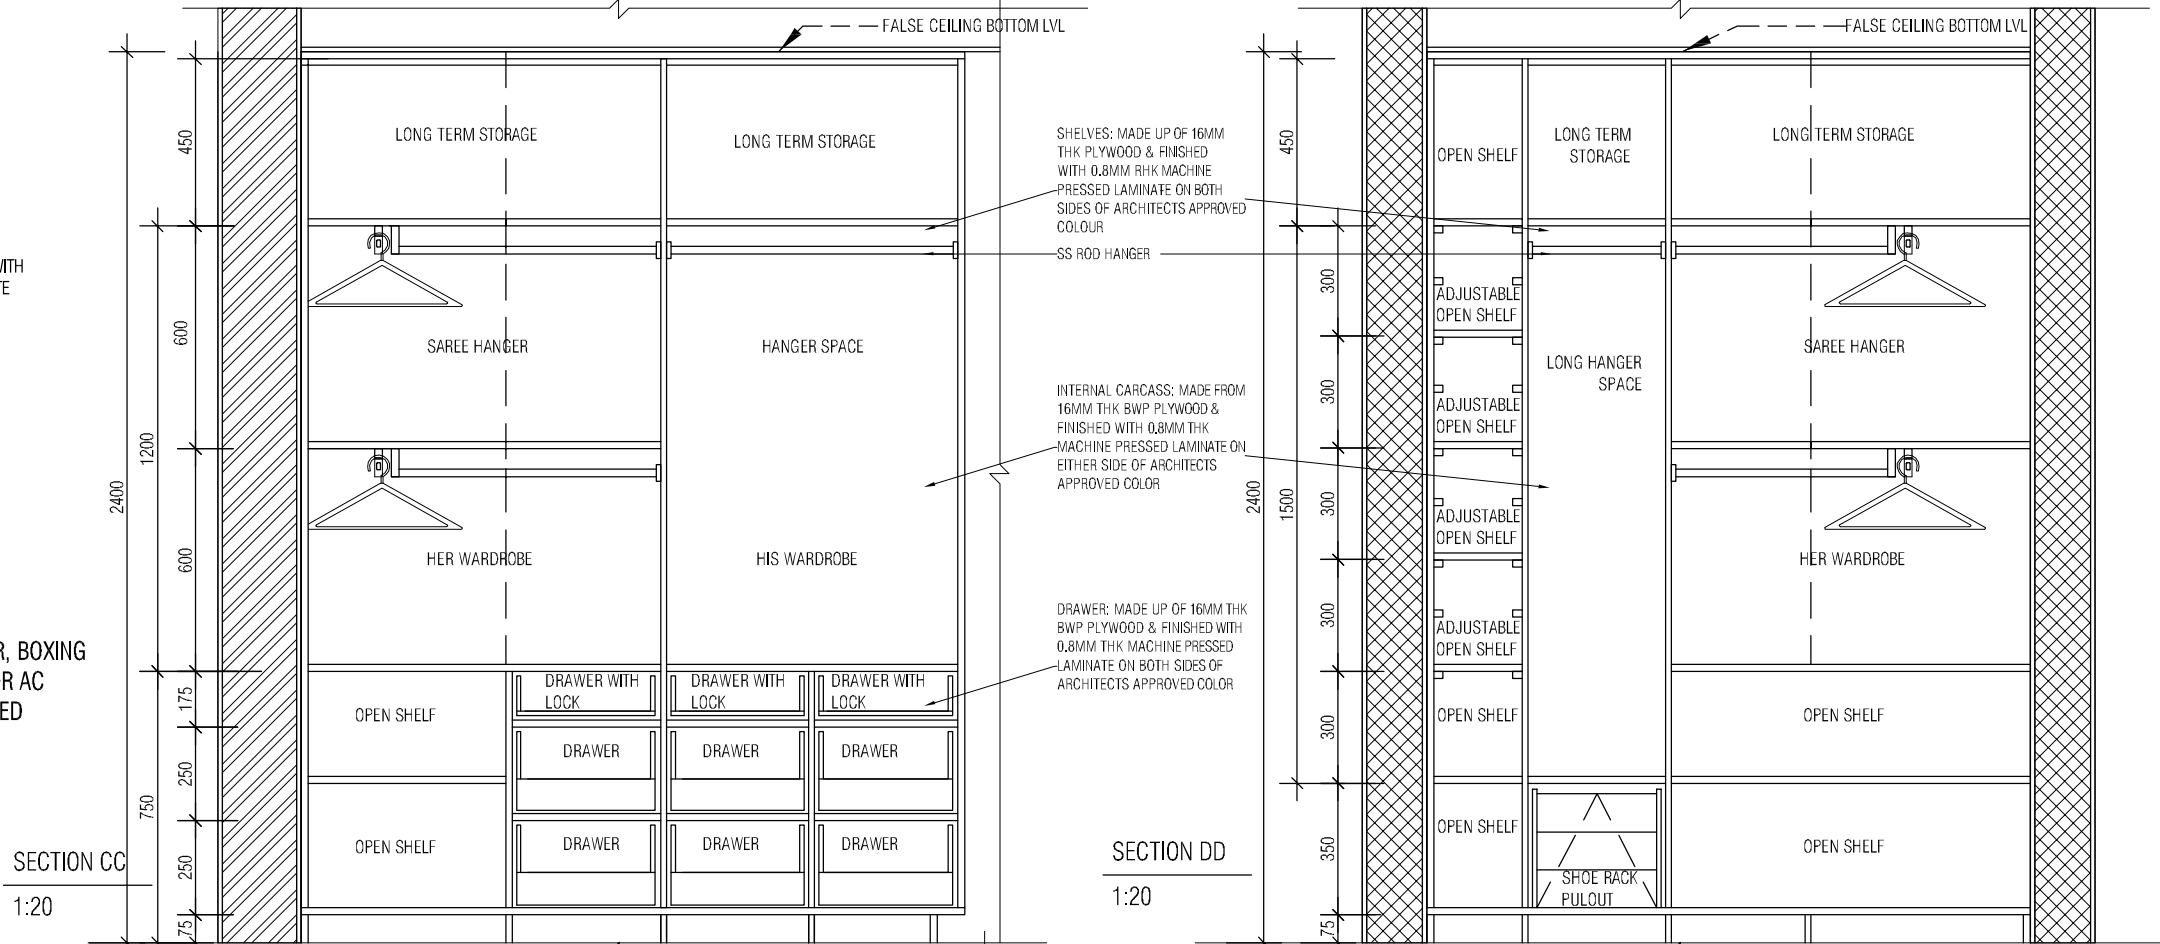 FALSE CEILING BOTTOM LVL
LONG TERM STORAGE
LONG TERM STORAGE
450
WITH
SAREE HANGER
HANGER SPACE
600
1200
2400
HER WARDROBE
HIS WARDROBE
600
R, BOXING
R AC
ED
DRAWER WITH
LOCK
DRAWER WITH
LOCK
DRAWER WITH
LOCK
175
OPEN SHELF
DRAWER
DRAWER
DRAWER
250
750
OPEN SHELF
DRAWER
DRAWER
DRAWER
250
75
SECTION CC
1:20
SHELVES: MADE UP OF 16MM
THK PLYWOOD & FINISHED
WITH 0.8MM RHK MACHINE
PRESSED LAMINATE ON BOTH
SIDES OF ARCHITECTS APPROVED
COLOUR
SS ROD HANGER
INTERNAL CARCASS: MADE FROM
16MM THK BWP PLYWOOD &
FINISHED WITH 0.8MM THK
MACHINE PRESSED LAMINATE ON
EITHER SIDE OF ARCHITECTS
APPROVED COLOR
DRAWER: MADE UP OF 16MM THK
BWP PLYWOOD & FINISHED WITH
0.8MM THK MACHINE PRESSED
LAMINATE ON BOTH SIDES OF
ARCHITECTS APPROVED COLOR
FALSE CEILING BOTTOM LVL
450
OPEN SHELF
LONG TERM
STORAGE
LONG TERM STORAGE
300
ADJUSTABLE
OPEN SHELF
SAREE HANGER
LONG HANGER
SPACE
300
ADJUSTABLE
OPEN SHELF
2400
1500
300
ADJUSTABLE
OPEN SHELF
HER WARDROBE
300
ADJUSTABLE
OPEN SHELF
300
OPEN SHELF
OPEN SHELF
350
OPEN SHELF
OPEN SHELF
SHOE RACK
PULOUT
75
SECTION DD
1:20